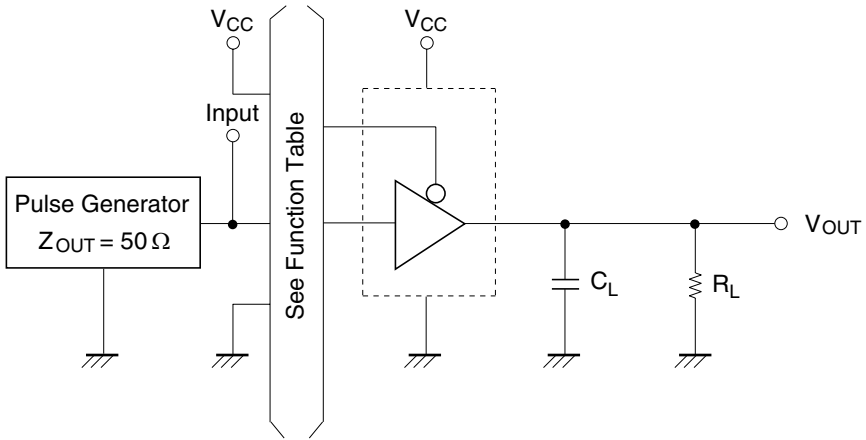 VCC
VCC
Input
Pulse Generator
ZOUT = 50 Ω
See Function Table
VOUT
CL
RL